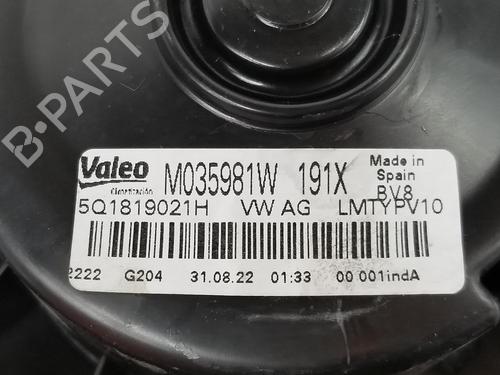 B-PARTS
Valeo M035981W 191X Made in
Climatización Spain
BV8
5Q1819021H VW AG LMTYPV10
2222 G204 31.08.22 01:33 00 001indA